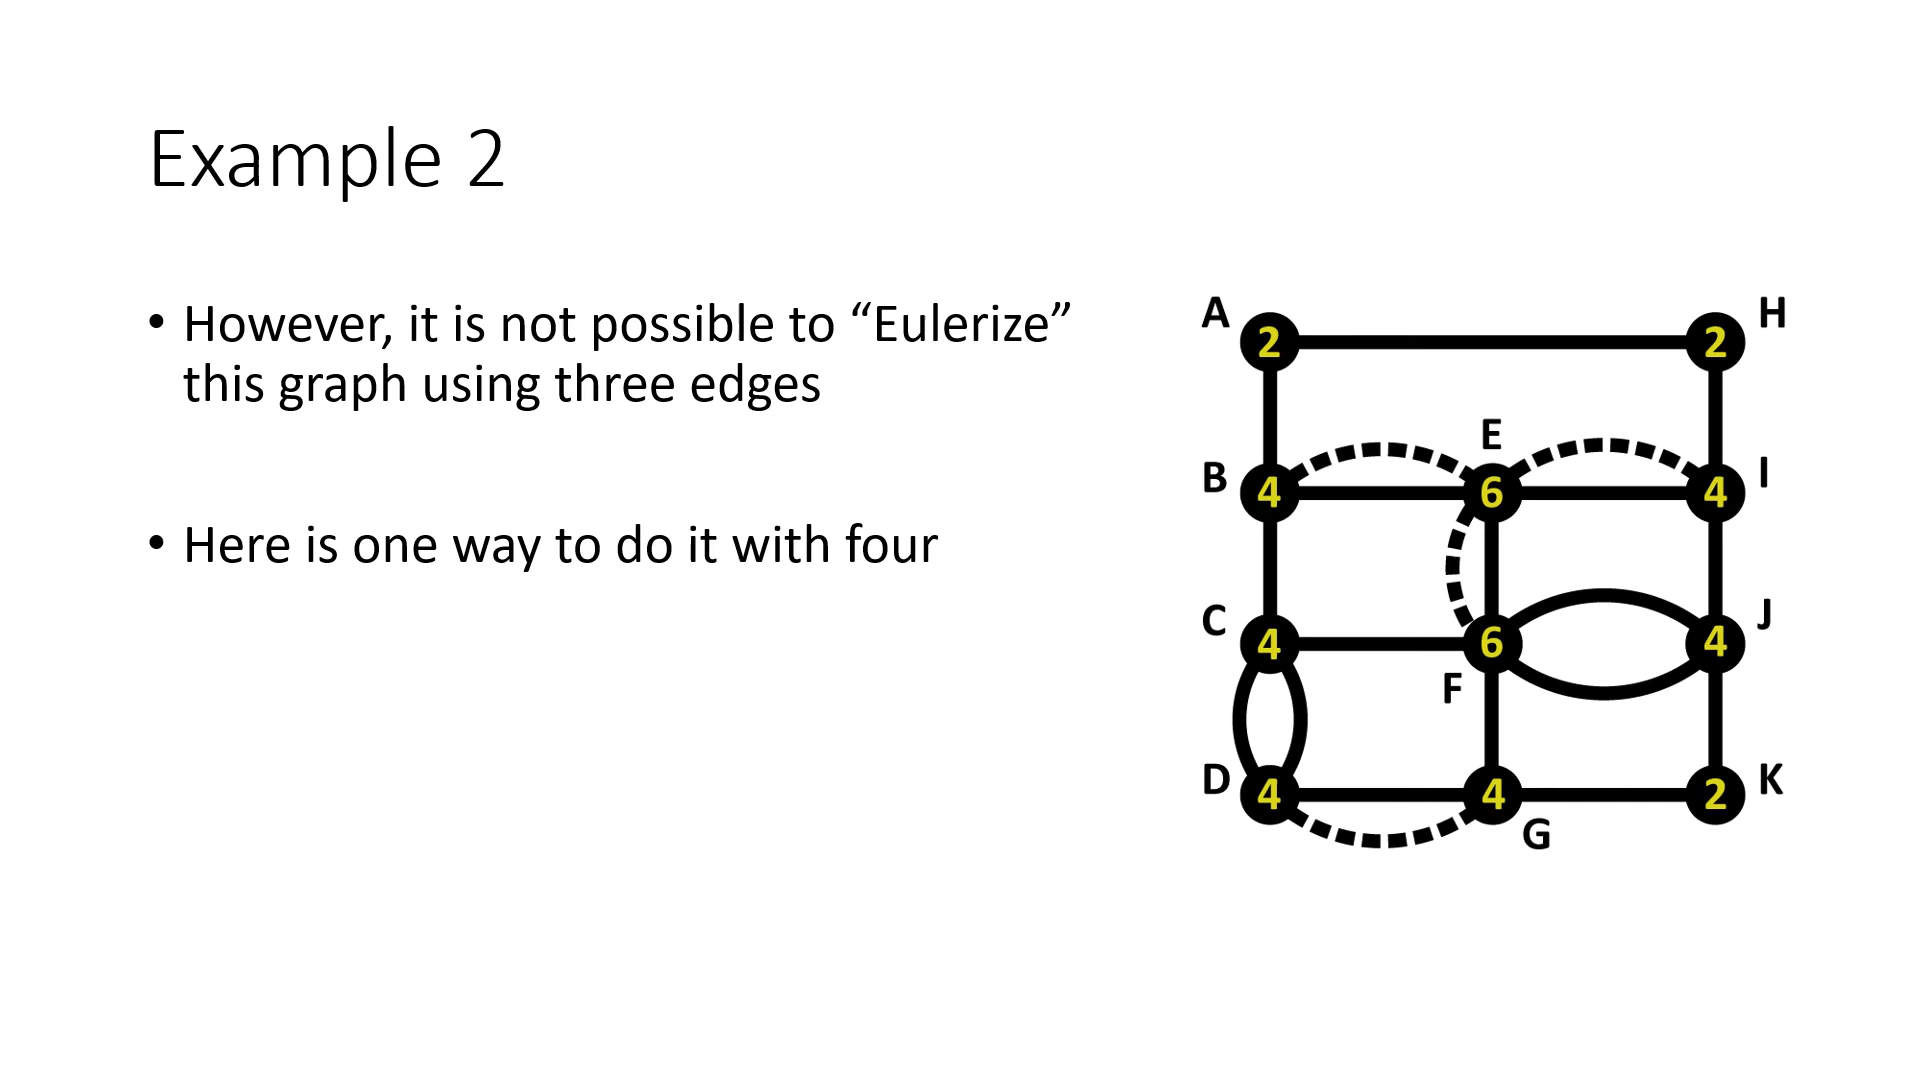 Example 2
• However, it is not possible to “Eulerize”
this graph using three edges
• Here is one way to do it with four
A 2 2 H
E
B 4 6 4 I
C 4 6 4 J
F
D 4 4 2 K
G